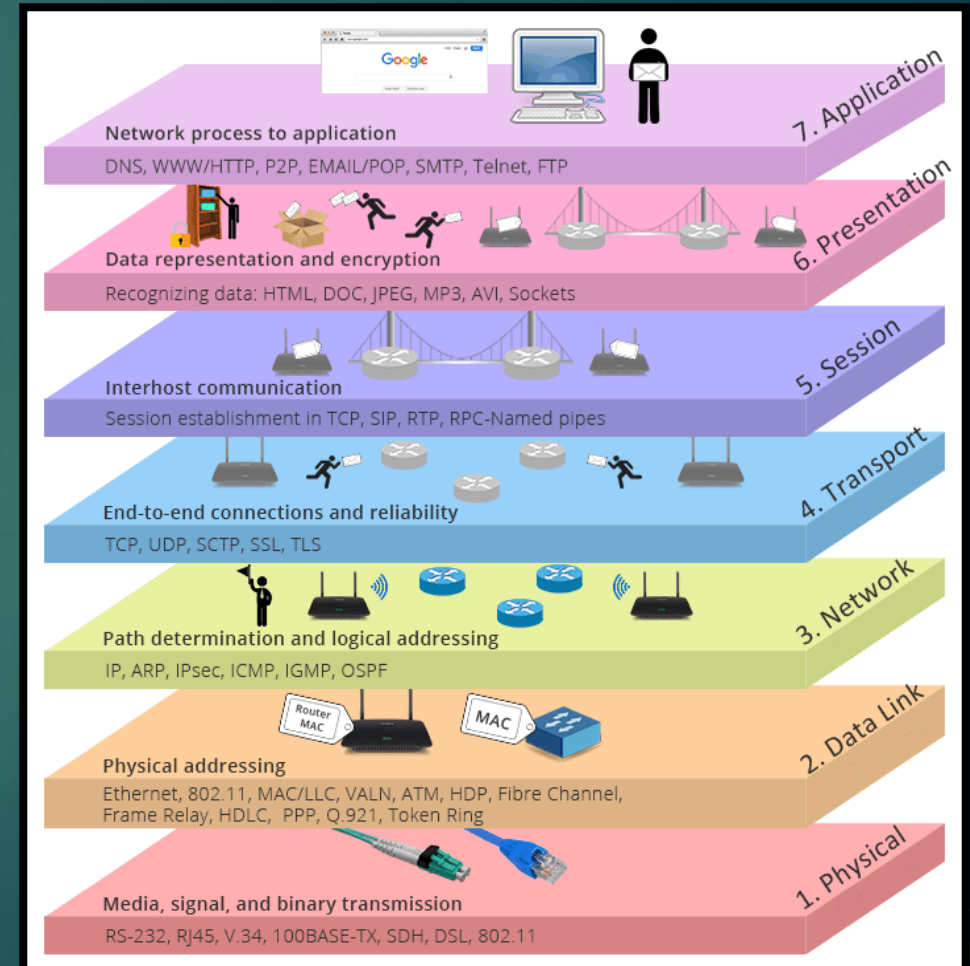 Google
7. Application
Network process to application
DNS, WWW/HTTP, P2P, EMAIL/POP, SMTP, Telnet, FTP
6. Presentation
Data representation and encryption
Recognizing data: HTML, DOC, JPEG, MP3, AVI, Sockets
5. Session
Interhost communication
Session establishment in TCP, SIP, RTP, RPC-Named pipes
4. Transport
End-to-end connections and reliability
TCP, UDP, SCTP, SSL, TLS
3. Network
Path determination and logical addressing
IP, ARP, IPsec, ICMP, IGMP, OSPF
Router
MAC
MAC
2. Data Link
Physical addressing
Ethernet, 802.11, MAC/LLC, VALN, ATM, HDP, Fibre Channel,
Frame Relay, HDLC, PPP, Q.921, Token Ring
1. Physical
Media, signal, and binary transmission
RS-232, RJ45, V.34, 100BASE-TX, SDH, DSL, 802.11